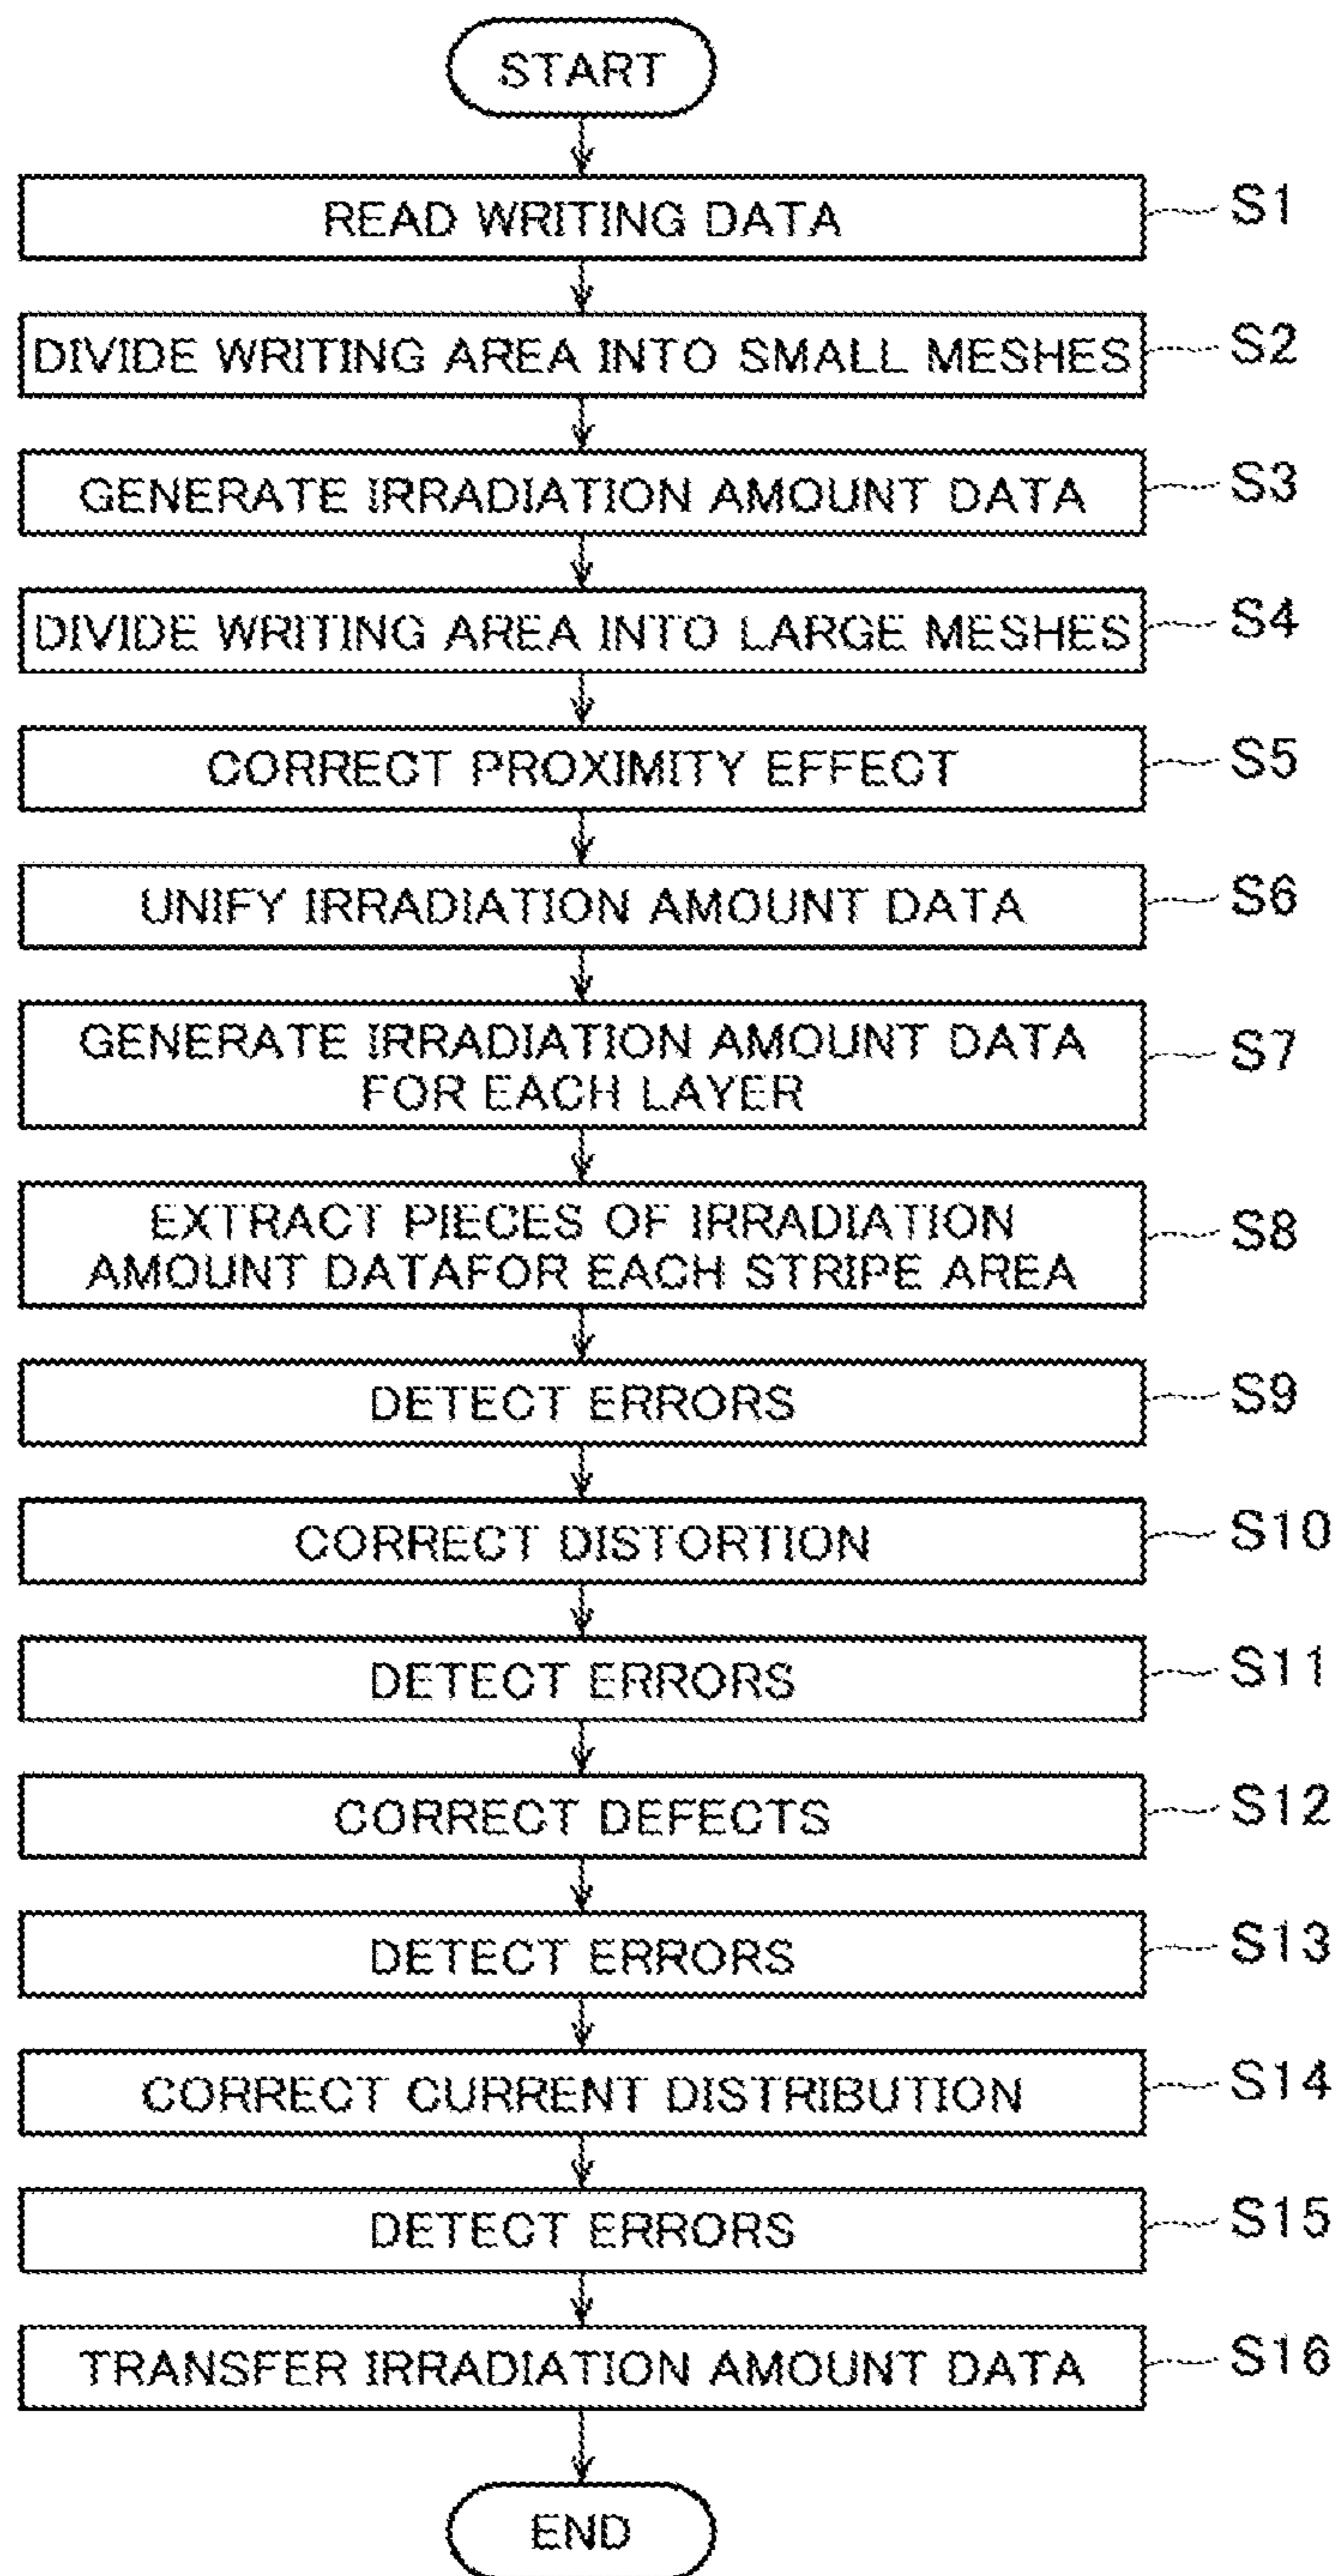 START
READ WRITING DATA
S1
DIVIDE WRITING AREA INTO SMALL MESHES
S2
GENERATE IRRADIATION AMOUNT DATA
S3
DIVIDE WRITING AREA INTO LARGE MESHES
S4
CORRECT PROXIMITY EFFECT
S5
UNIFY IRRADIATION AMOUNT DATA
S6
GENERATE IRRADIATION AMOUNT DATA
FOR EACH LAYER
S7
EXTRACT PIECES OF IRRADIATION
AMOUNT DATAFOR EACH STRIPE AREA
S8
DETECT ERRORS
S9
CORRECT DISTORTION
S10
DETECT ERRORS
S11
CORRECT DEFECTS
S12
DETECT ERRORS
S13
CORRECT CURRENT DISTRIBUTION
S14
DETECT ERRORS
S15
TRANSFER IRRADIATION AMOUNT DATA
S16
END